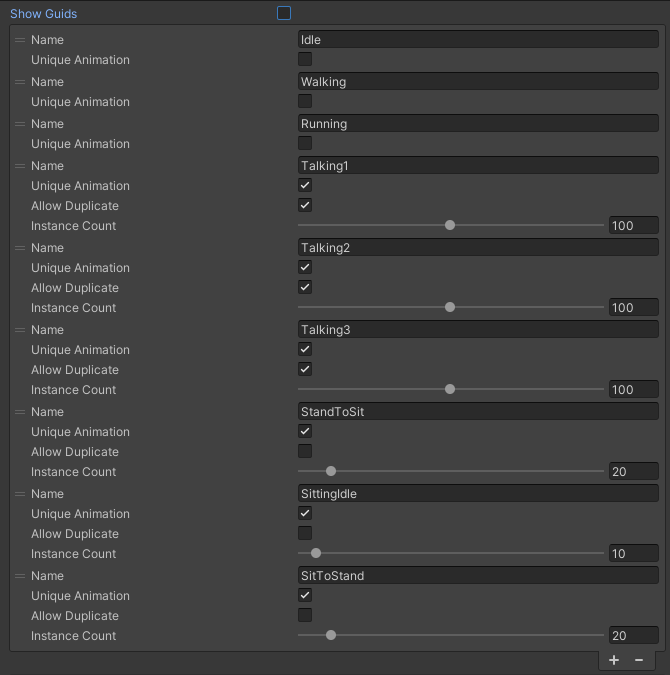 Show Guids
Name Idle
Unique Animation
Name Walking
Unique Animation
Name Running
Unique Animation
Name Talking1
Unique Animation
Allow Duplicate
Instance Count 100
Name Talking2
Unique Animation
Allow Duplicate
Instance Count 100
Name Talking3
Unique Animation
Allow Duplicate
Instance Count 100
Name StandToSit
Unique Animation
Allow Duplicate
Instance Count 20
Name SittingIdle
Unique Animation
Allow Duplicate
Instance Count 10
Name SitToStand
Unique Animation
Allow Duplicate
Instance Count 20